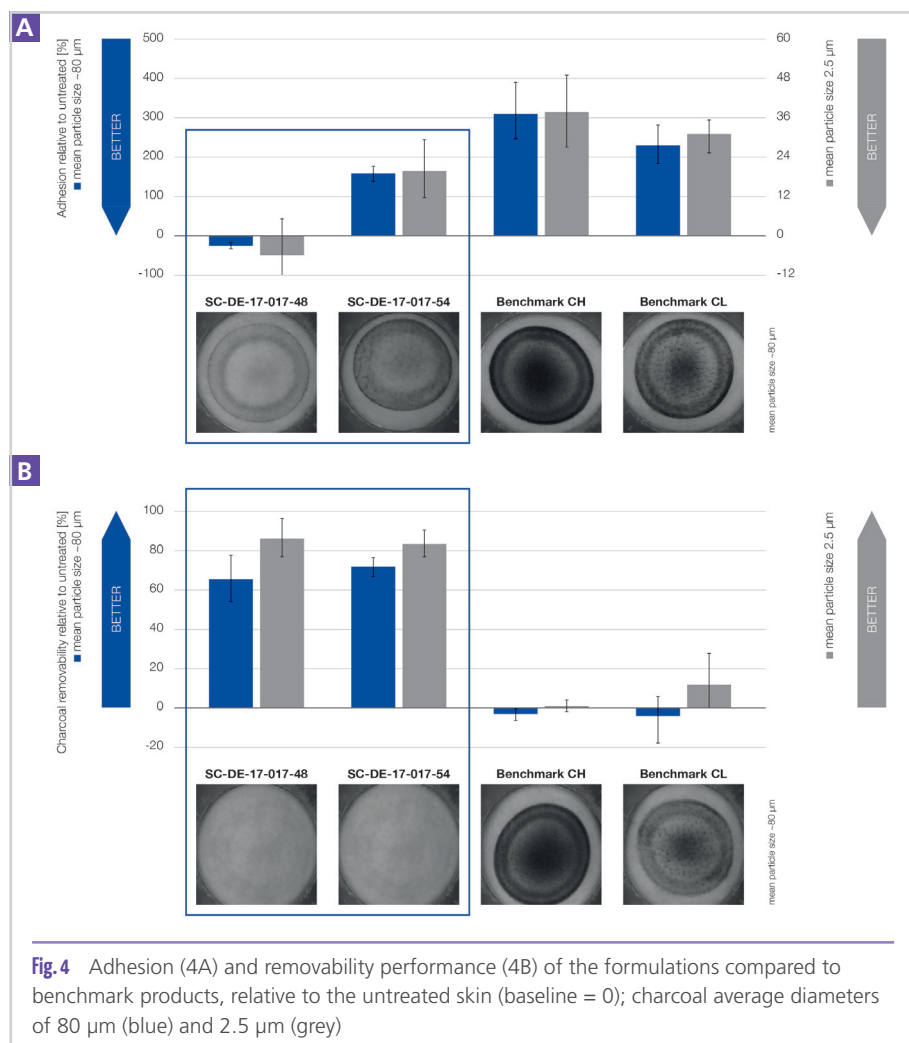 A
Adhesion relative to untreated [%]
■ mean particle size ~80 µm
BETTER
500
400
300
200
100
0
-100
60
48
36
24
12
0
-12
■ mean particle size 2.5 µm
BETTER
SC-DE-17-017-48 SC-DE-17-017-54 Benchmark CH Benchmark CL
mean particle size ~80 µm
B
Charcoal removability relative to untreated [%]
■ mean particle size ~80 µm
BETTER
100
80
60
40
20
0
-20
■ mean particle size 2.5 µm
BETTER
SC-DE-17-017-48 SC-DE-17-017-54 Benchmark CH Benchmark CL
mean particle size ~80 µm
Fig. 4 Adhesion (4A) and removability performance (4B) of the formulations compared to
benchmark products, relative to the untreated skin (baseline = 0); charcoal average diameters
of 80 µm (blue) and 2.5 µm (grey)